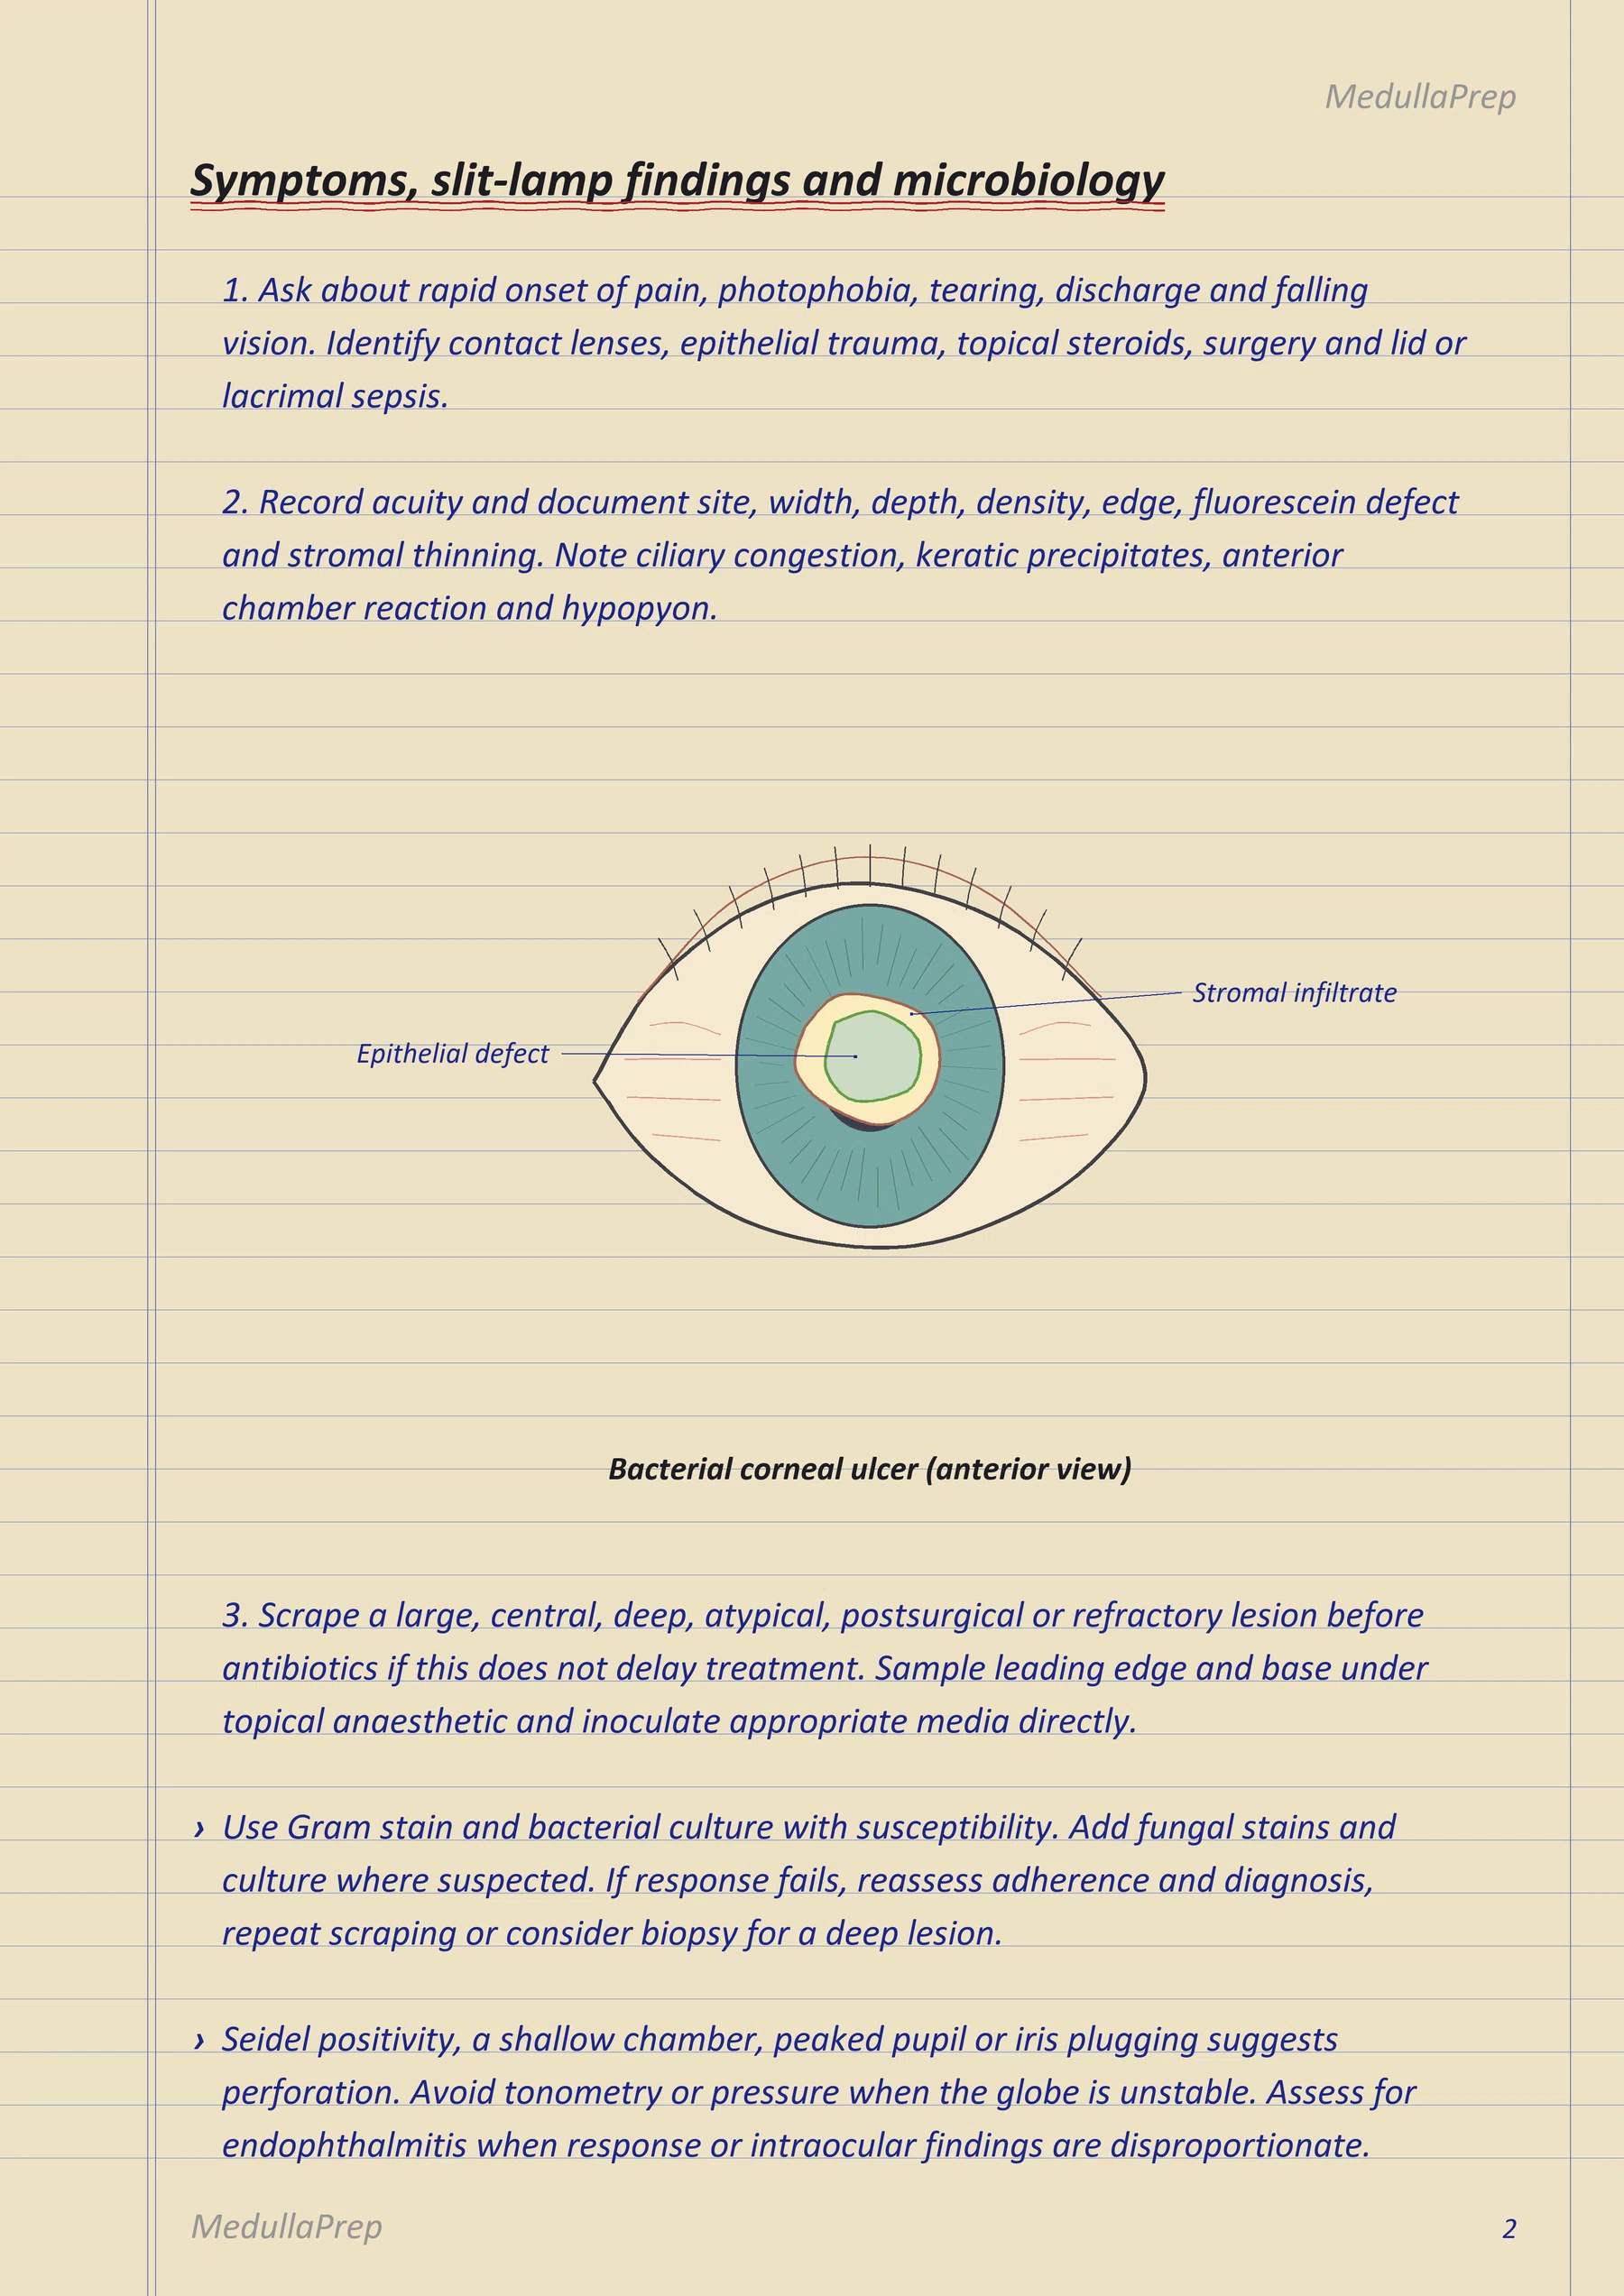 MedullaPrep
Symptoms, slit-lamp findings and microbiology
1. Ask about rapid onset of pain, photophobia, tearing, discharge and falling
vision. Identify contact lenses, epithelial trauma, topical steroids, surgery and lid or
lacrimal sepsis.
2. Record acuity and document site, width, depth, density, edge, fluorescein defect
and stromal thinning. Note ciliary congestion, keratic precipitates, anterior
chamber reaction and hypopyon.
Stromal infiltrate
Epithelial defect
Bacterial corneal ulcer (anterior view)
3. Scrape a large, central, deep, atypical, postsurgical or refractory lesion before
antibiotics if this does not delay treatment. Sample leading edge and base under
topical anaesthetic and inoculate appropriate media directly.
› Use Gram stain and bacterial culture with susceptibility. Add fungal stains and
culture where suspected. If response fails, reassess adherence and diagnosis,
repeat scraping or consider biopsy for a deep lesion.
› Seidel positivity, a shallow chamber, peaked pupil or iris plugging suggests
perforation. Avoid tonometry or pressure when the globe is unstable. Assess for
endophthalmitis when response or intraocular findings are disproportionate.
MedullaPrep
2